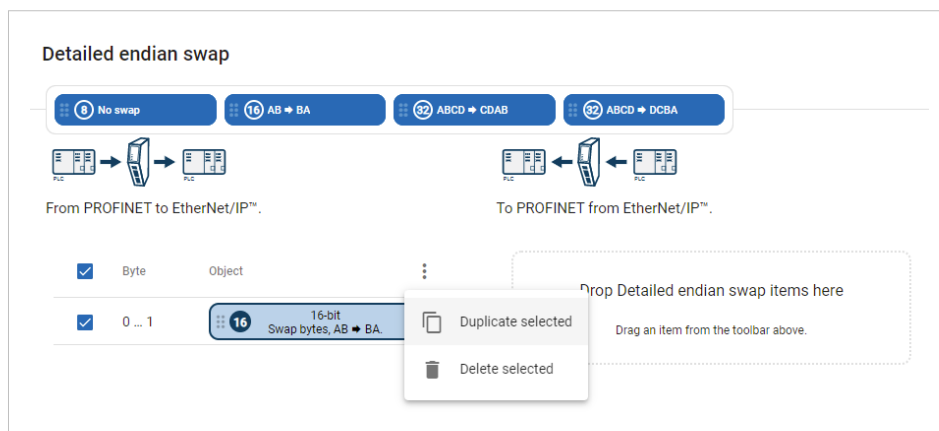 Detailed endian swap
8 No swap
16 AB ➡ BA
32 ABCD ➡ CDAB
32 ABCD ➡ DCBA
PLC
PLC
PLC
PLC
From PROFINET to EtherNet/IP™.
To PROFINET from EtherNet/IP™.
Byte
Object
Drop Detailed endian swap items here
Drag an item from the toolbar above.
0 ... 1
16
16-bit
Swap bytes, AB ➡ BA.
Duplicate selected
Delete selected